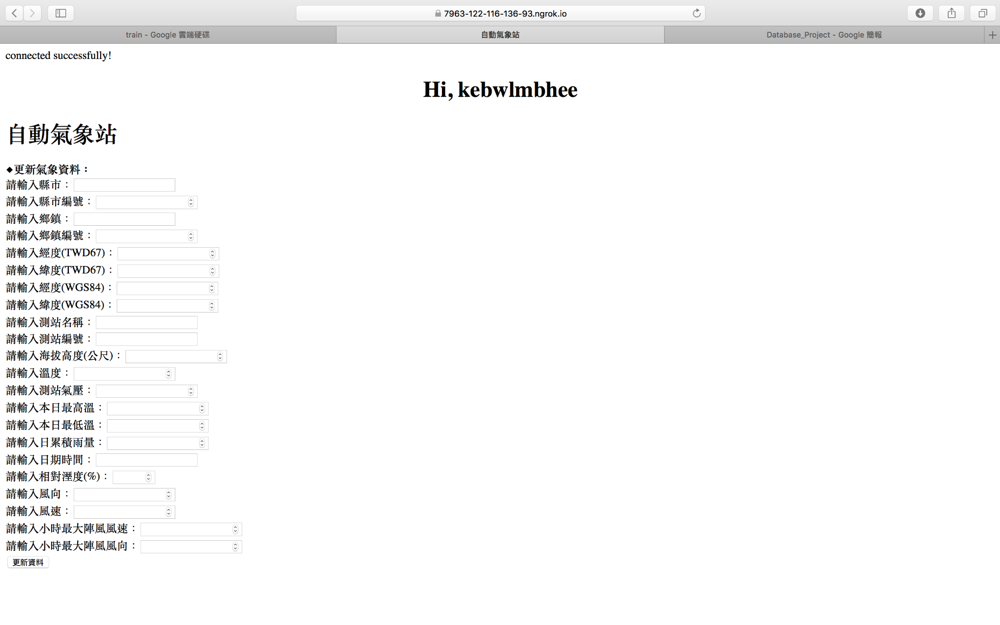 7963-122-116-136-93.ngrok.io
train - Google 雲端硬碟
自動氣象站
Database_Project - Google 簡報
connected successfully!
Hi, kebwlmbhee
自動氣象站
◆更新氣象資料：
請輸入縣市：
請輸入縣市編號：
請輸入鄉鎮：
請輸入鄉鎮編號：
請輸入經度(TWD67)：
請輸入緯度(TWD67)：
請輸入經度(WGS84)：
請輸入緯度(WGS84)：
請輸入測站名稱：
請輸入測站編號：
請輸入海拔高度(公尺)：
請輸入溫度：
請輸入測站氣壓：
請輸入本日最高溫：
請輸入本日最低溫：
請輸入日累積雨量：
請輸入日期時間：
請輸入相對溼度(%)：
請輸入風向：
請輸入風速：
請輸入小時最大陣風風速：
請輸入小時最大陣風風向：
更新資料